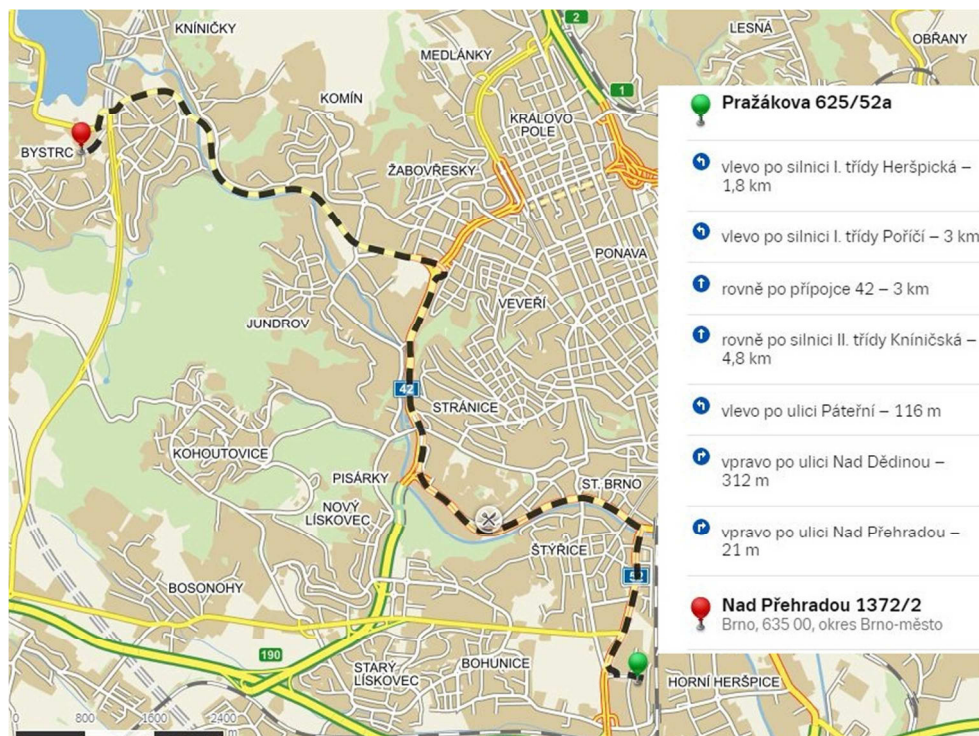 KNÍNIČKY
2
LESNÁ
OBŘANY
MEDLÁNKY
KOMÍN
1
KRÁLOVO
POLE
BYSTRC
ŽABOVŘESKY
PONAVA
VEVEŘÍ
JUNDROV
42
STRÁNICE
KOHOUTOVICE
PISÁRKY
ST. BRNO
NOVÝ
LÍSKOVEC
ŠTÝŘICE
BOSONOHY
190
STARÝ
LÍSKOVEC
BOHUNICE
HORNÍ HERŠPICE
0 800 1600 2400
Pražákova 625/52a
vlevo po silnici I. třídy Heršpická –
1,8 km
vlevo po silnici I. třídy Poříčí – 3 km
rovně po přípojce 42 – 3 km
rovně po silnici II. třídy Kníničská –
4,8 km
vlevo po ulici Páteřní – 116 m
vpravo po ulici Nad Dědinou –
312 m
vpravo po ulici Nad Přehradou –
21 m
Nad Přehradou 1372/2
Brno, 635 00, okres Brno-město